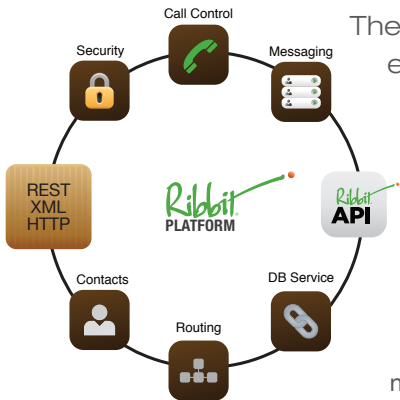 Call Control
The
Security
Messaging
e
REST
XML
HTTP
Ribbit
PLATFORM
Ribbit
API
Contacts
DB Service
Routing
m